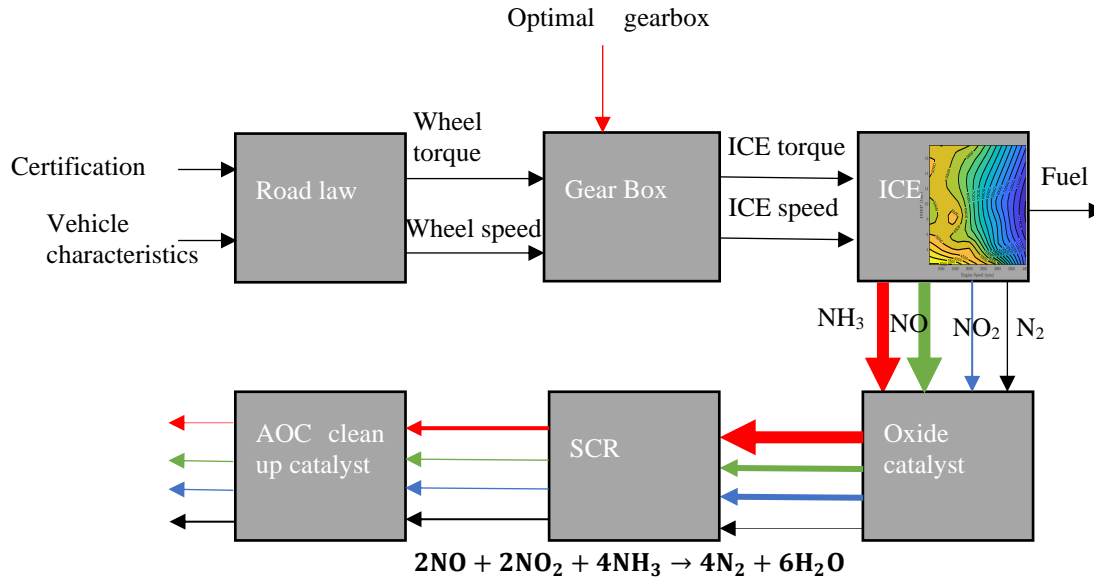 Optimal gearbox
Wheel
torque
ICE torque
Certification
Road law
Gear Box
ICE
Fuel
Vehicle
characteristics
Wheel speed
ICE speed
NH₃
NO
NO₂
N₂
AOC clean
up catalyst
SCR
Oxide
catalyst
2NO + 2NO₂ + 4NH₃ → 4N₂ + 6H₂O